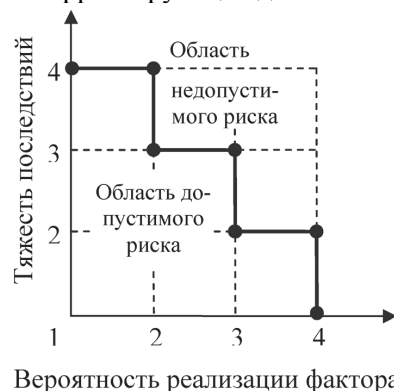 Область
недопусти-
мого риска
Область до-
пустимого
риска
Тяжесть последствий
4
3
2
1 2 3 4
Вероятность реализации фактора